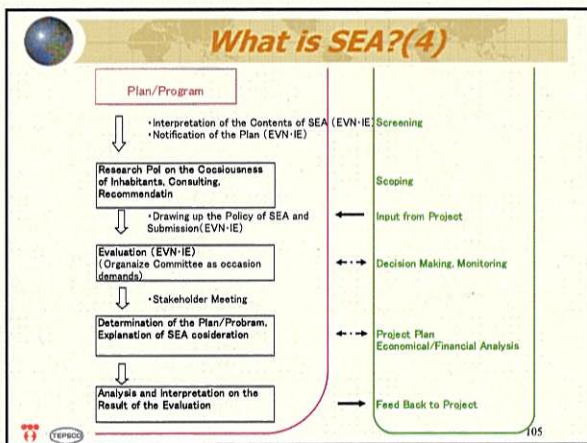 What is SEA?(4)
Plan/Program
・Interpretation of the Contents of SEA (EVN・IE) Screening
・Notification of the Plan (EVN・IE)
Research Pol on the Cocsiousness
of Inhabitants, Consulting,
Recommendatin
Scoping
・Drawing up the Policy of SEA and
Submission(EVN・IE)
Input from Project
Evaluation (EVN・IE)
(Organaize Committee as occasion
demands)
Decision Making, Monitoring
・Stakeholder Meeting
Determination of the Plan/Probram,
Explanation of SEA cosideration
Project Plan
Economical/Financial Analysis
Analysis and Interpretation on the
Result of the Evaluation
Feed Back to Project
TEPSCO
105